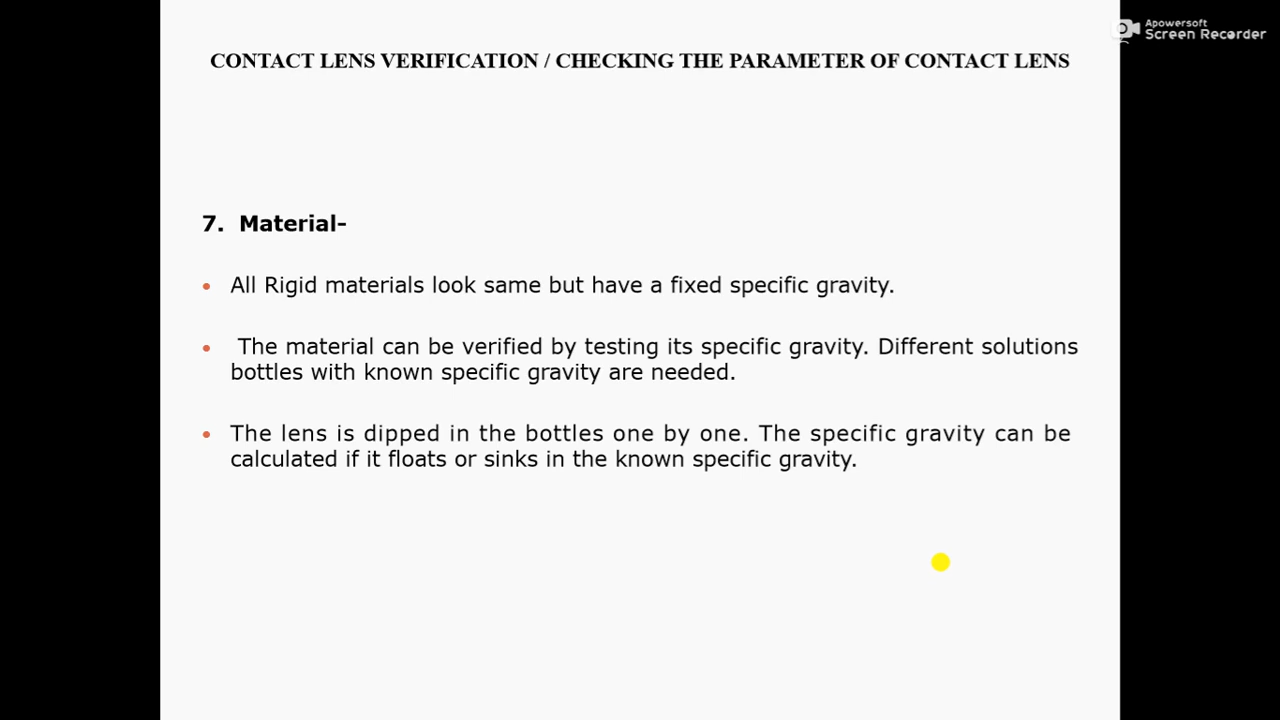 Apowersoft
Screen Recorder
CONTACT LENS VERIFICATION / CHECKING THE PARAMETER OF CONTACT LENS
7. Material-
• All Rigid materials look same but have a fixed specific gravity.
• The material can be verified by testing its specific gravity. Different solutions
bottles with known specific gravity are needed.
• The lens is dipped in the bottles one by one. The specific gravity can be
calculated if it floats or sinks in the known specific gravity.